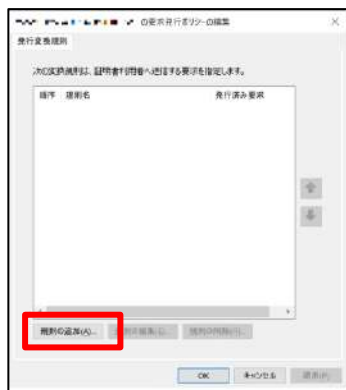 の要求発行ポリシーの編集
発行変換規則
次の変換規則は、証明書利用者へ送信する要求を指定します。
順序 規則名 発行済み要求
規則の追加(A)...
規則の編集(E)... 規則の削除(R)...
OK キャンセル 適用(P)